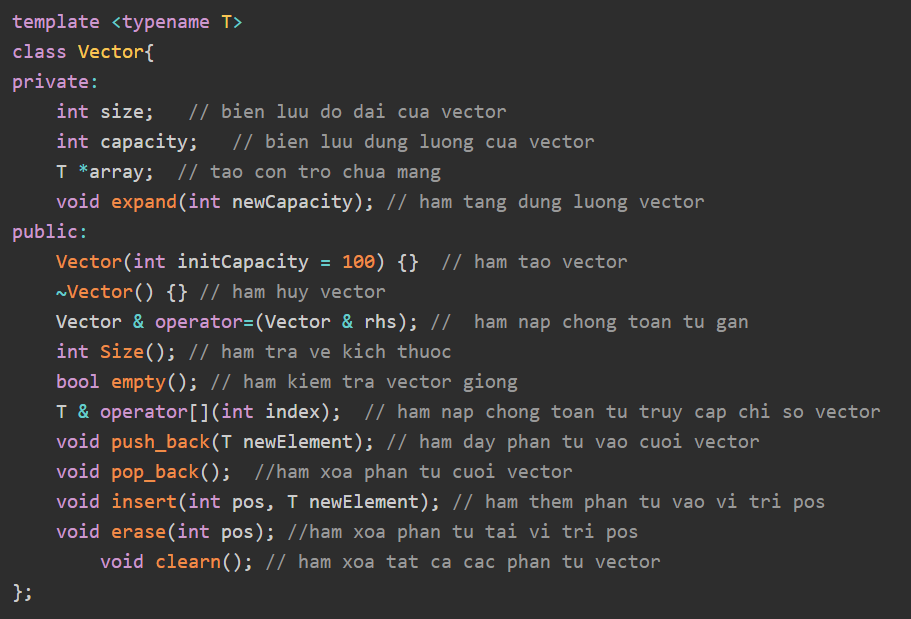 template <typename T>
class Vector{
private:
    int size;   // bien luu do dai cua vector
    int capacity;   // bien luu dung luong cua vector
    T *array;  // tao con tro chua mang
    void expand(int newCapacity); // ham tang dung luong vector
public:
    Vector(int initCapacity = 100) {}  // ham tao vector
    ~Vector() {} // ham huy vector
    Vector & operator=(Vector & rhs); //  ham nap chong toan tu gan
    int Size(); // ham tra ve kich thuoc
    bool empty(); // ham kiem tra vector giong
    T & operator[](int index);  // ham nap chong toan tu truy cap chi so vector
    void push_back(T newElement); // ham day phan tu vao cuoi vector
    void pop_back();  //ham xoa phan tu cuoi vector
    void insert(int pos, T newElement); // ham them phan tu vao vi tri pos
    void erase(int pos); //ham xoa phan tu tai vi tri pos
        void clearn(); // ham xoa tat ca cac phan tu vector
};